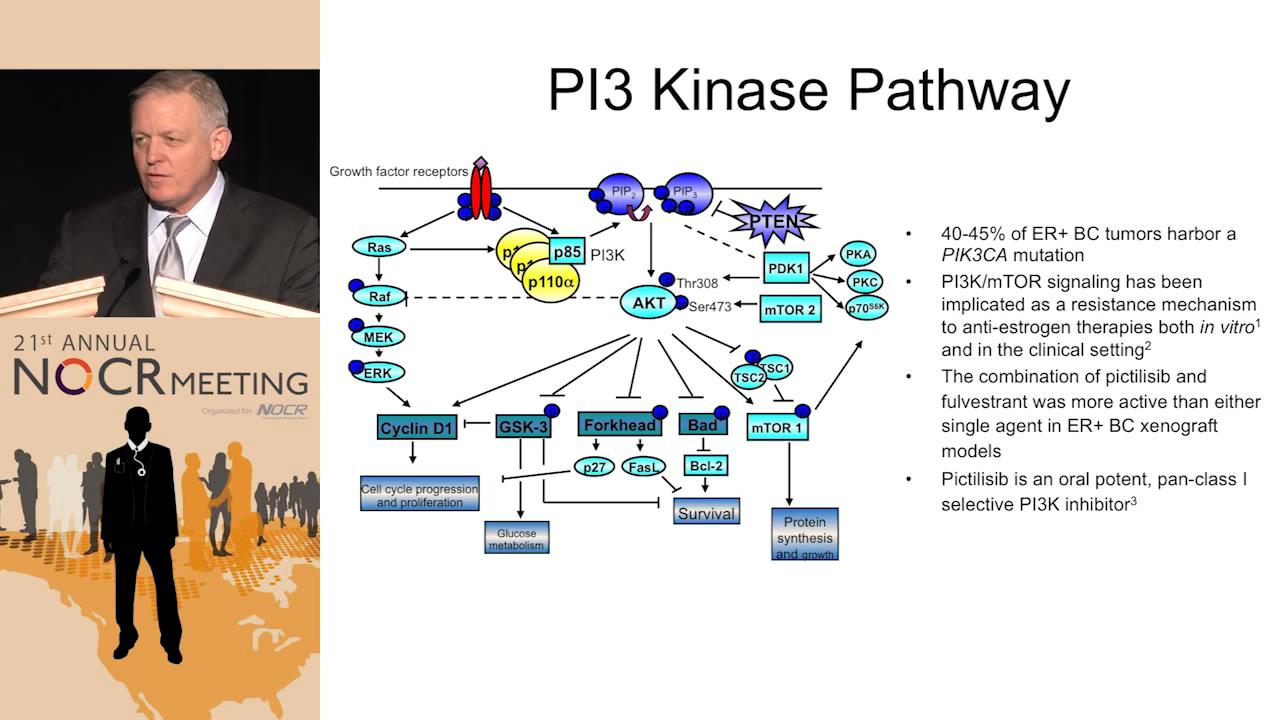 PI3 Kinase Pathway
Growth factor receptors
PIP2
PIP3
PTEN
Ras
p85
PI3K
p110α
PDK1
PKA
PKC
p70S6K
Thr308
AKT
Ser473
mTOR 2
Raf
MEK
ERK
TSC1
TSC2
Cyclin D1
GSK-3
Forkhead
Bad
mTOR 1
p27
FasL
Bcl-2
Cell cycle progression
and proliferation
Survival
Glucose
metabolism
Protein
synthesis
and growth
• 40-45% of ER+ BC tumors harbor a
PIK3CA mutation
• PI3K/mTOR signaling has been
implicated as a resistance mechanism
to anti-estrogen therapies both in vitro1
and in the clinical setting2
• The combination of pictilisib and
fulvestrant was more active than either
single agent in ER+ BC xenograft
models
• Pictilisib is an oral potent, pan-class I
selective PI3K inhibitor3
21st ANNUAL
NOCR MEETING
Organized for NOCR